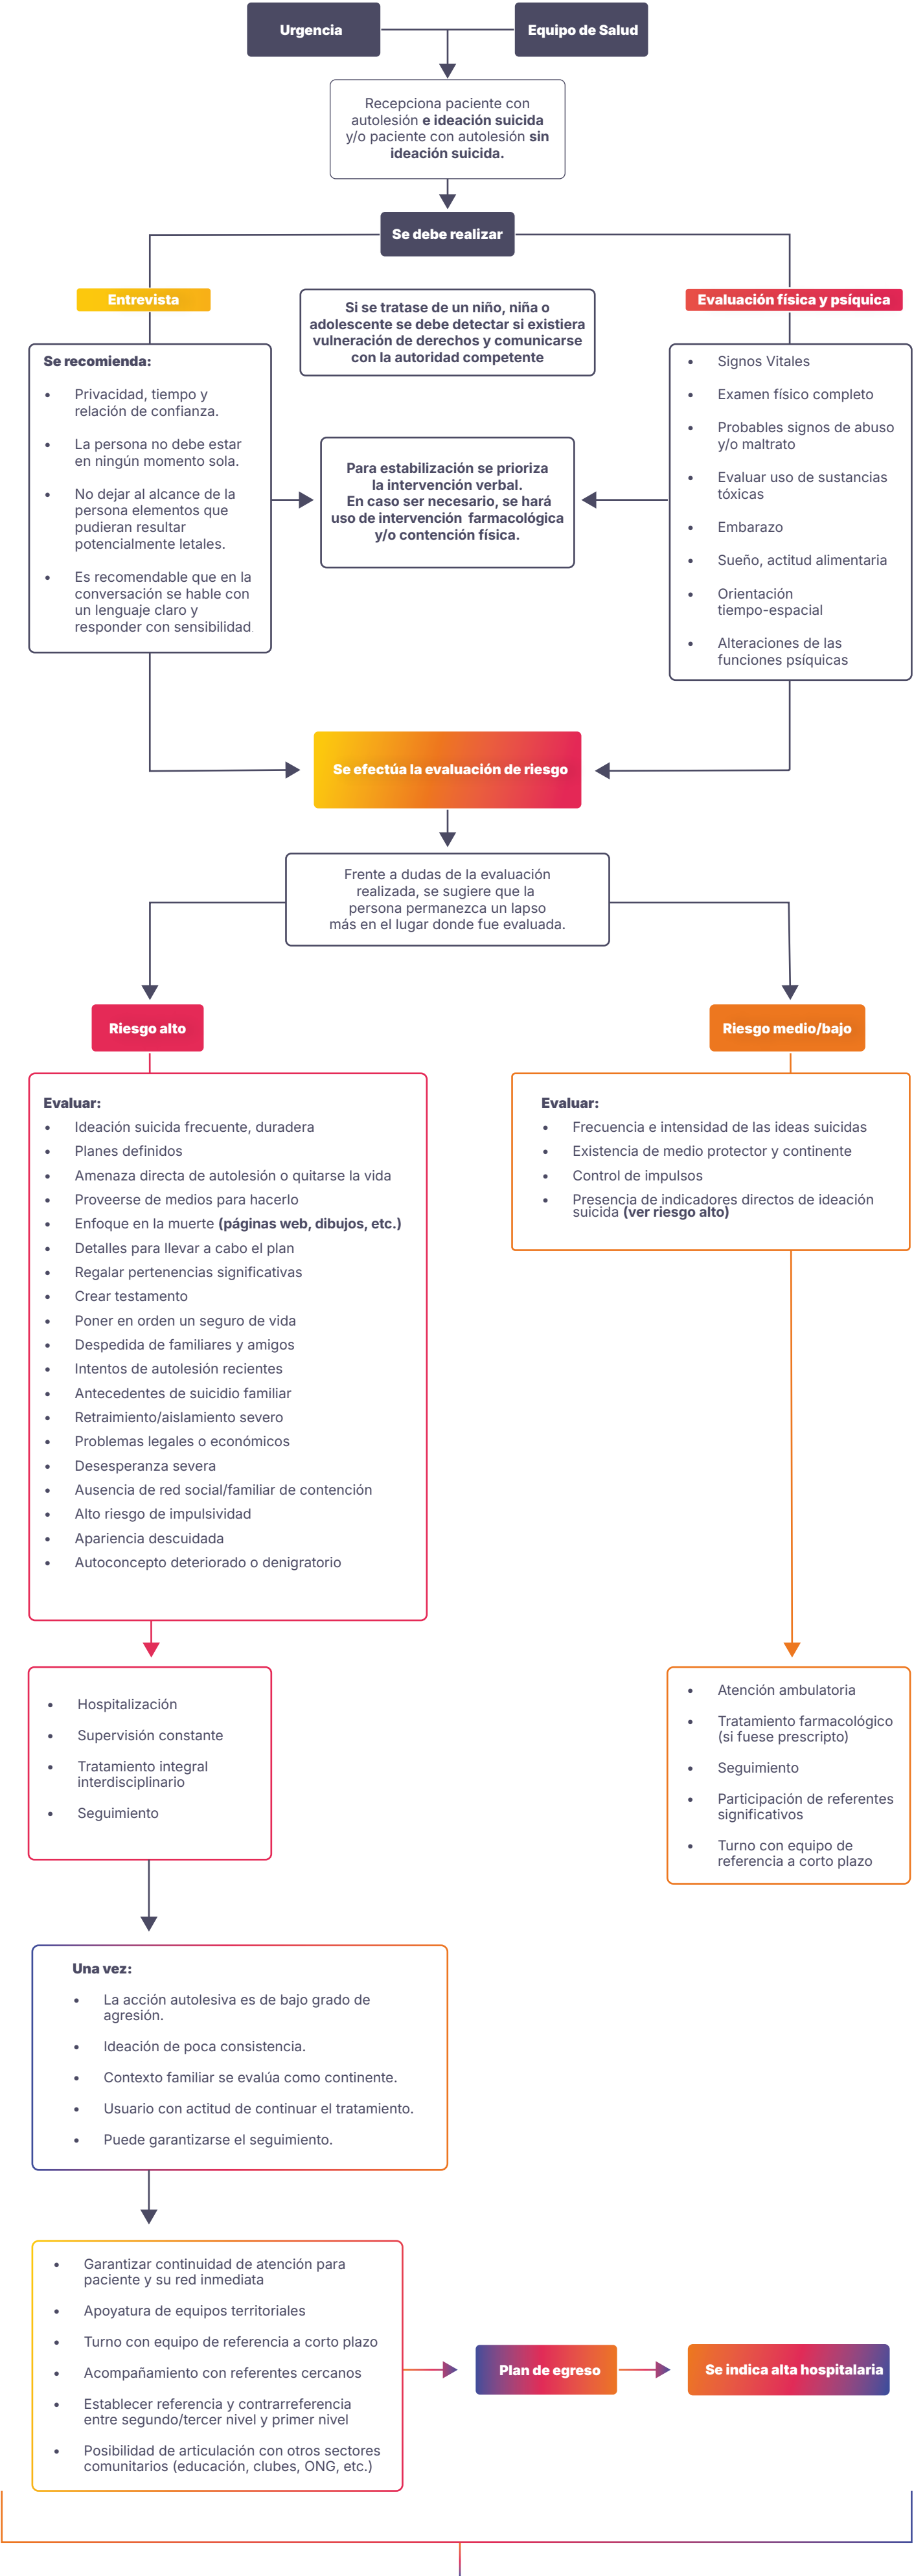 Urgencia
Equipo de Salud
Recepciona paciente con
autolesión e ideación suicida
y/o paciente con autolesión sin
ideación suicida.
Se debe realizar
Entrevista
Se recomienda:
• Privacidad, tiempo y
relación de confianza.
• La persona no debe estar
en ningún momento sola.
• No dejar al alcance de la
persona elementos que
pudieran resultar
potencialmente letales.
• Es recomendable que en la
conversación se hable con
un lenguaje claro y
responder con sensibilidad.
Si se tratase de un niño, niña o
adolescente se debe detectar si existiera
vulneración de derechos y comunicarse
con la autoridad competente
Para estabilización se prioriza
la intervención verbal.
En caso ser necesario, se hará
uso de intervención farmacológica
y/o contención física.
Evaluación física y psíquica
• Signos Vitales
• Examen físico completo
• Probables signos de abuso
y/o maltrato
• Evaluar uso de sustancias
tóxicas
• Embarazo
• Sueño, actitud alimentaria
• Orientación
tiempo-espacial
• Alteraciones de las
funciones psíquicas
Se efectúa la evaluación de riesgo
Frente a dudas de la evaluación
realizada, se sugiere que la
persona permanezca un lapso
más en el lugar donde fue evaluada.
Riesgo alto
Evaluar:
• Ideación suicida frecuente, duradera
• Planes definidos
• Amenaza directa de autolesión o quitarse la vida
• Proveerse de medios para hacerlo
• Enfoque en la muerte (páginas web, dibujos, etc.)
• Detalles para llevar a cabo el plan
• Regalar pertenencias significativas
• Crear testamento
• Poner en orden un seguro de vida
• Despedida de familiares y amigos
• Intentos de autolesión recientes
• Antecedentes de suicidio familiar
• Retraimiento/aislamiento severo
• Problemas legales o económicos
• Desesperanza severa
• Ausencia de red social/familiar de contención
• Alto riesgo de impulsividad
• Apariencia descuidada
• Autoconcepto deteriorado o denigratorio
Riesgo medio/bajo
Evaluar:
• Frecuencia e intensidad de las ideas suicidas
• Existencia de medio protector y continente
• Control de impulsos
• Presencia de indicadores directos de ideación
suicida (ver riesgo alto)
• Hospitalización
• Supervisión constante
• Tratamiento integral
interdisciplinario
• Seguimiento
• Atención ambulatoria
• Tratamiento farmacológico
(si fuese prescripto)
• Seguimiento
• Participación de referentes
significativos
• Turno con equipo de
referencia a corto plazo
Una vez:
• La acción autolesiva es de bajo grado de
agresión.
• Ideación de poca consistencia.
• Contexto familiar se evalúa como continente.
• Usuario con actitud de continuar el tratamiento.
• Puede garantizarse el seguimiento.
• Garantizar continuidad de atención para
paciente y su red inmediata
• Apoyatura de equipos territoriales
• Turno con equipo de referencia a corto plazo
• Acompañamiento con referentes cercanos
• Establecer referencia y contrarreferencia
entre segundo/tercer nivel y primer nivel
• Posibilidad de articulación con otros sectores
comunitarios (educación, clubes, ONG, etc.)
Plan de egreso
Se indica alta hospitalaria